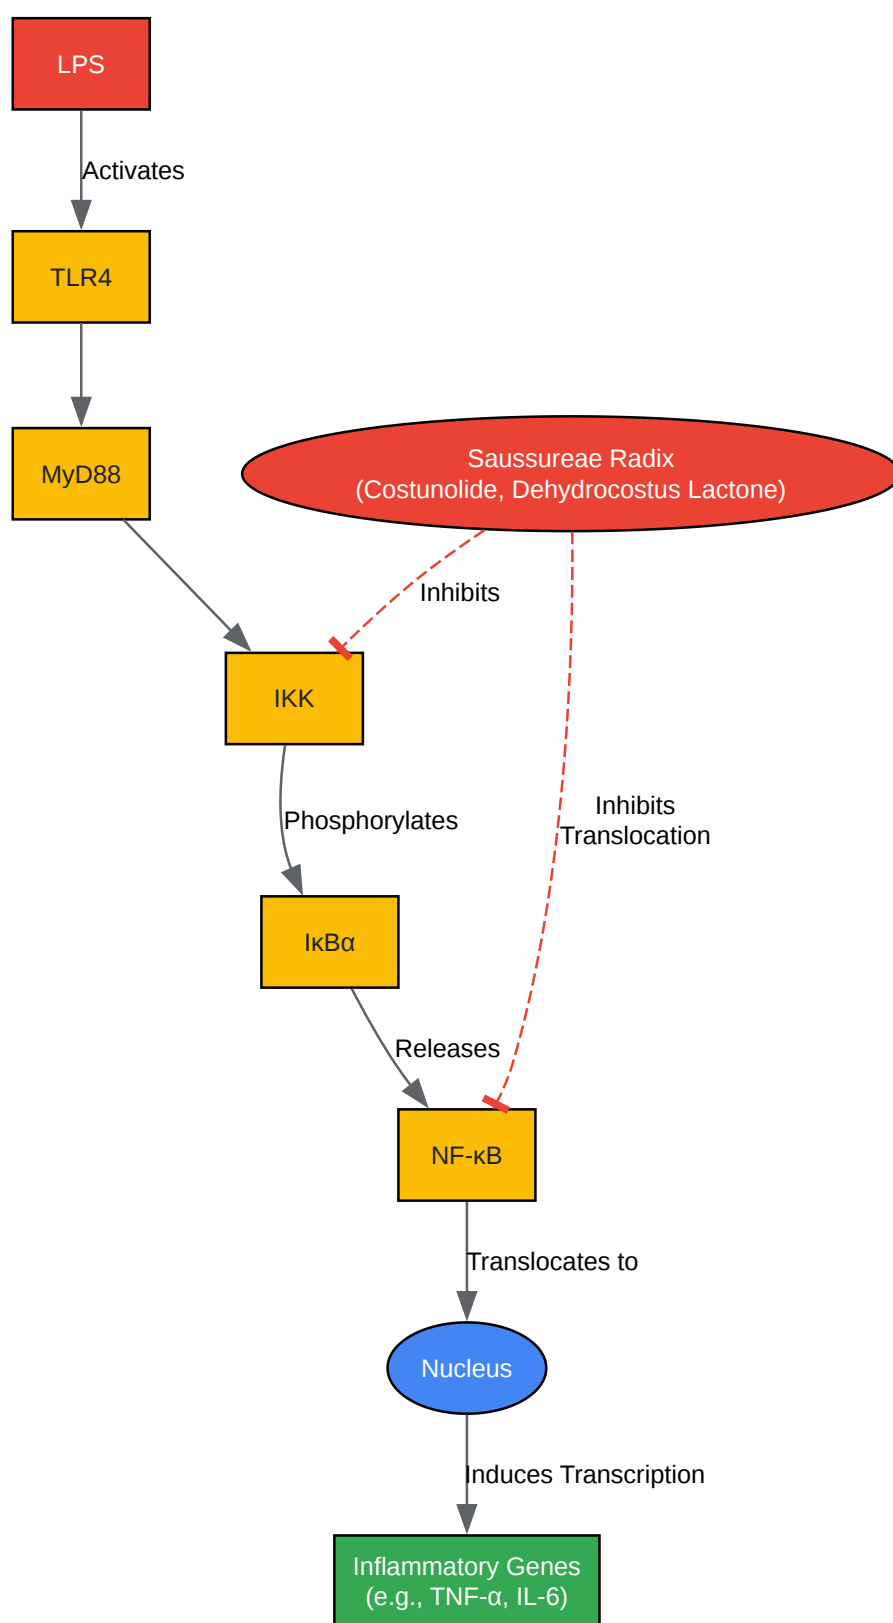 LPS
Activates
TLR4
MyD88
Saussureae Radix
(Costunolide, Dehydrocostus Lactone)
Inhibits
IKK
Inhibits
Translocation
Phosphorylates
IκBα
Releases
NF-κB
Translocates to
Nucleus
Induces Transcription
Inflammatory Genes
(e.g., TNF-α, IL-6)